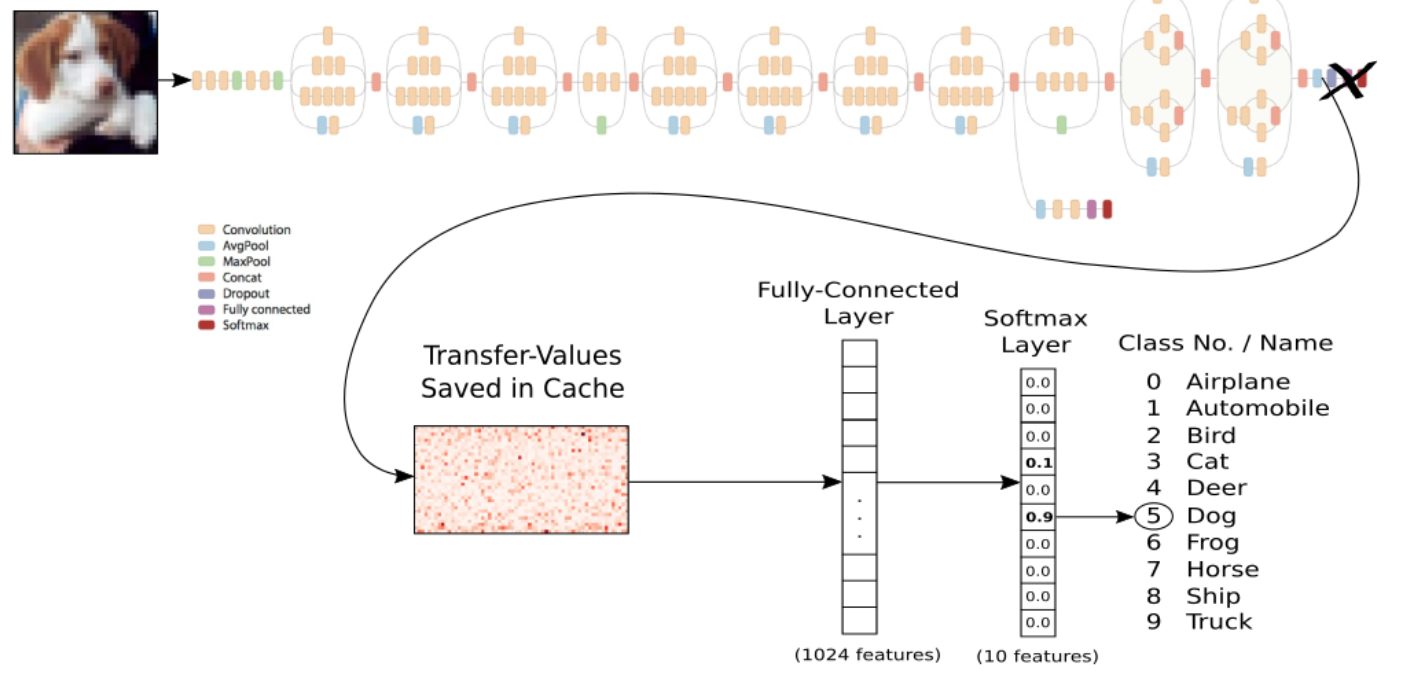 Convolution
AvgPool
MaxPool
Concat
Dropout
Fully connected
Softmax
Transfer-Values
Saved in Cache
Fully-Connected
Layer
.
.
.
(1024 features)
Softmax
Layer
0.0
0.0
0.0
0.1
0.0
0.9
0.0
0.0
0.0
0.0
(10 features)
Class No. / Name
0 Airplane
1 Automobile
2 Bird
3 Cat
4 Deer
5 Dog
6 Frog
7 Horse
8 Ship
9 Truck